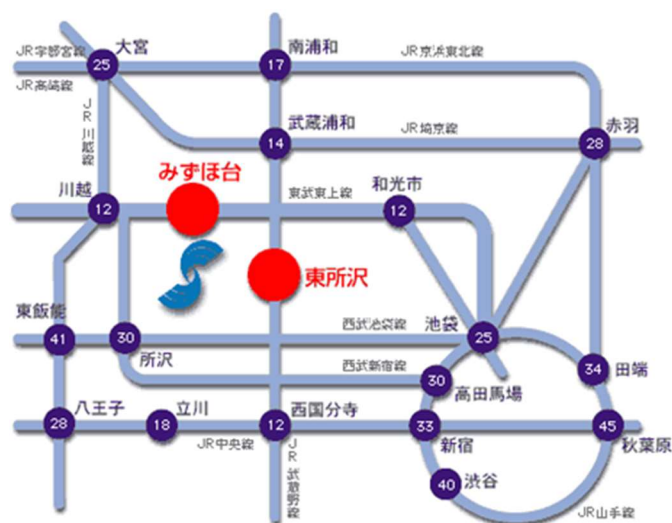 JR宇都宮線
大宮
25
JR高崎線
南浦和
17
JR京浜東北線
JR川越線
武蔵浦和
14
JR埼京線
赤羽
28
みずほ台
川越
12
東武東上線
和光市
12
東所沢
東飯能
41
30
所沢
西武池袋線
池袋
25
西武新宿線
30
高田馬場
34
田端
28
八王子
立川
18
JR中央線
西国分寺
12
JR武蔵野線
33
新宿
45
秋葉原
40
渋谷
JR山手線